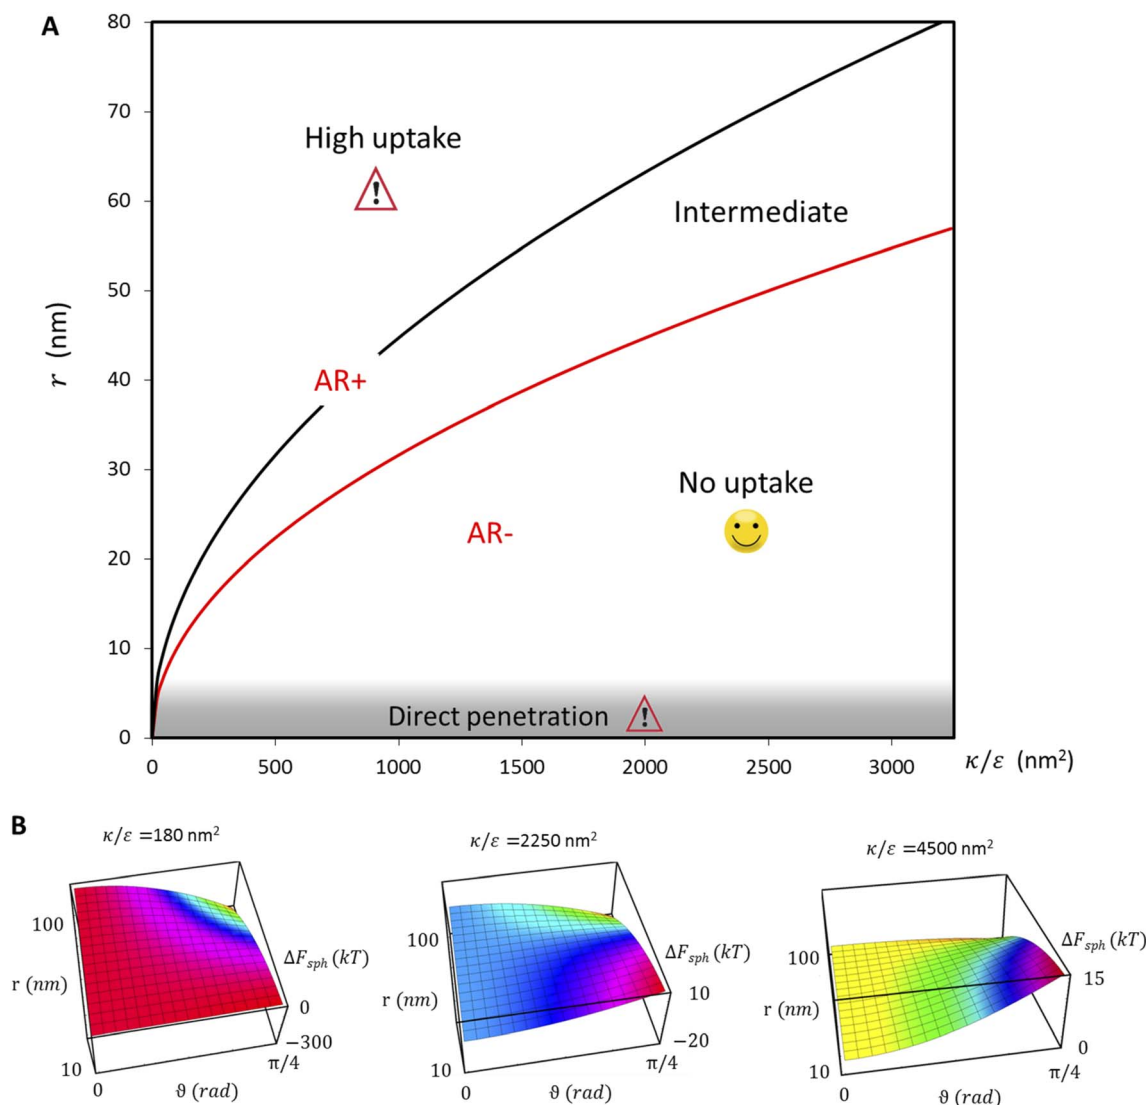 A
80
70
60
50
40
30
20
10
0
r (nm)
High uptake
!
Intermediate
AR+
No uptake
AR-
Direct penetration !
0 500 1000 1500 2000 2500 3000 κ/ε (nm²)
B
κ/ε =180 nm²
100
r (nm)
10
0
ϑ (rad)
π/4
ΔF_sph (kT)
0
−300
κ/ε =2250 nm²
100
r (nm)
10
0
ϑ (rad)
π/4
ΔF_sph (kT)
10
−20
κ/ε =4500 nm²
100
r (nm)
10
0
ϑ (rad)
π/4
ΔF_sph (kT)
15
0